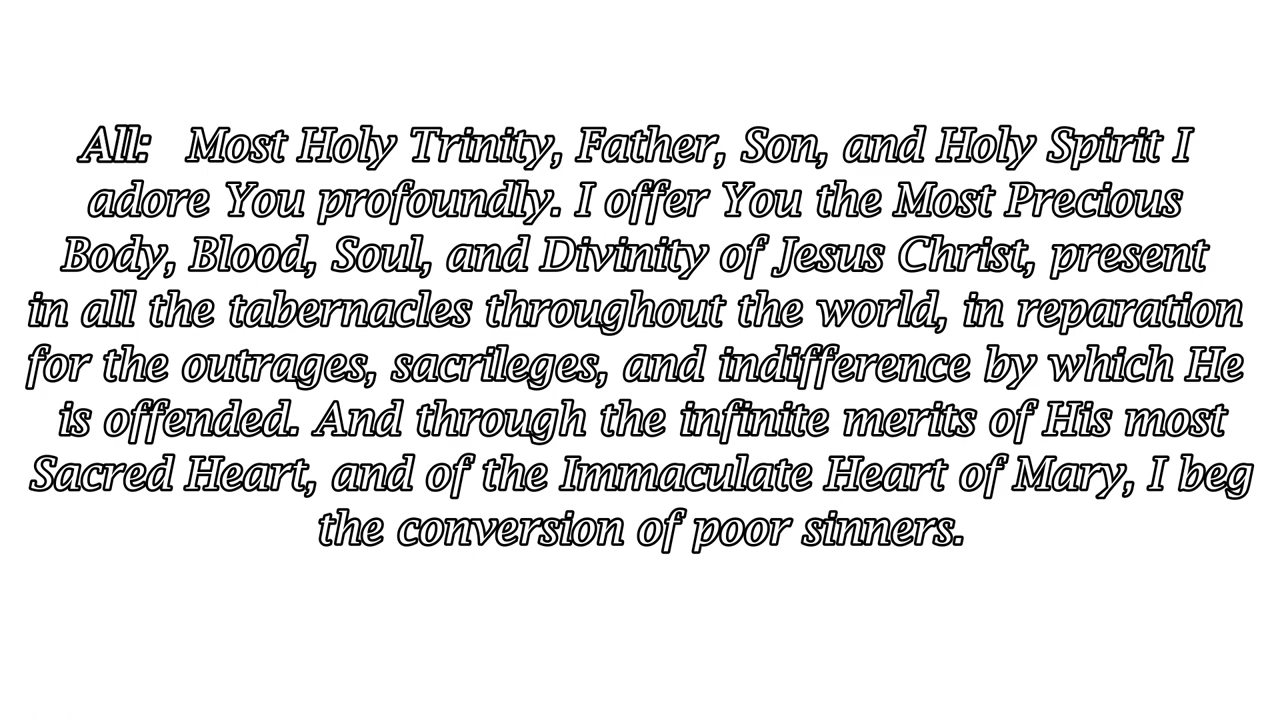 All: Most Holy Trinity, Father, Son, and Holy Spirit I
adore You profoundly. I offer You the Most Precious
Body, Blood, Soul, and Divinity of Jesus Christ, present
in all the tabernacles throughout the world, in reparation
for the outrages, sacrileges, and indifference by which He
is offended. And through the infinite merits of His most
Sacred Heart, and of the Immaculate Heart of Mary, I beg
the conversion of poor sinners.